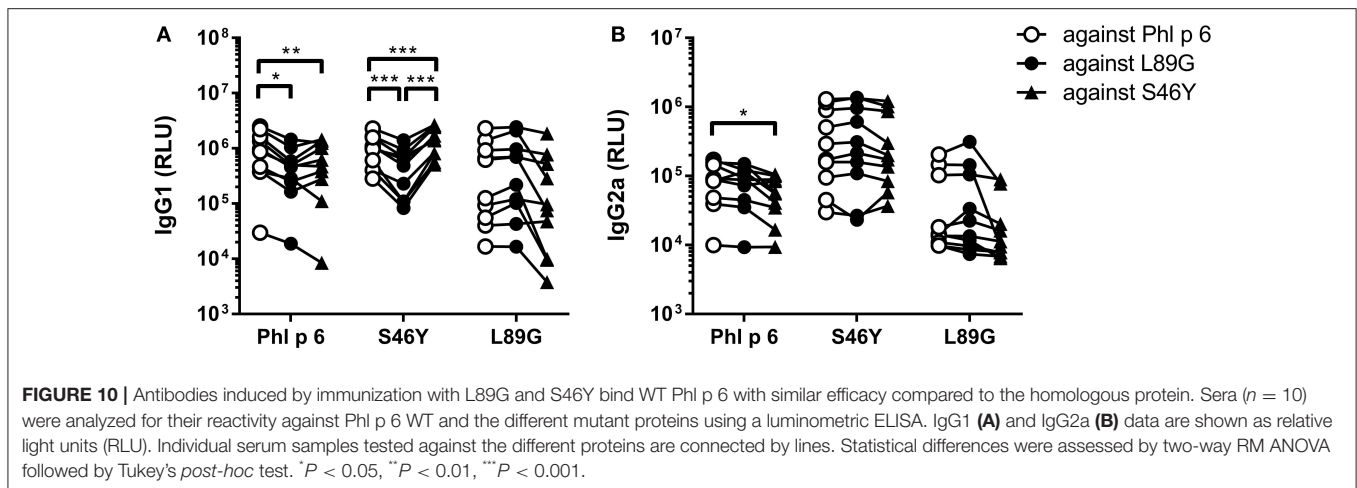 A
B
10⁸
10⁷
10⁶
10⁵
10⁴
10³
IgG1 (RLU)
** 
*
***
*** ***
Phl p 6 S46Y L89G
10⁷
10⁶
10⁵
10⁴
10³
IgG2a (RLU)
*
Phl p 6 S46Y L89G
against Phl p 6
against L89G
against S46Y
FIGURE 10 | Antibodies induced by immunization with L89G and S46Y bind WT Phl p 6 with similar efficacy compared to the homologous protein. Sera (n = 10)
were analyzed for their reactivity against Phl p 6 WT and the different mutant proteins using a luminometric ELISA. IgG1 (A) and IgG2a (B) data are shown as relative
light units (RLU). Individual serum samples tested against the different proteins are connected by lines. Statistical differences were assessed by two-way RM ANOVA
followed by Tukey's post-hoc test. *P < 0.05, **P < 0.01, ***P < 0.001.